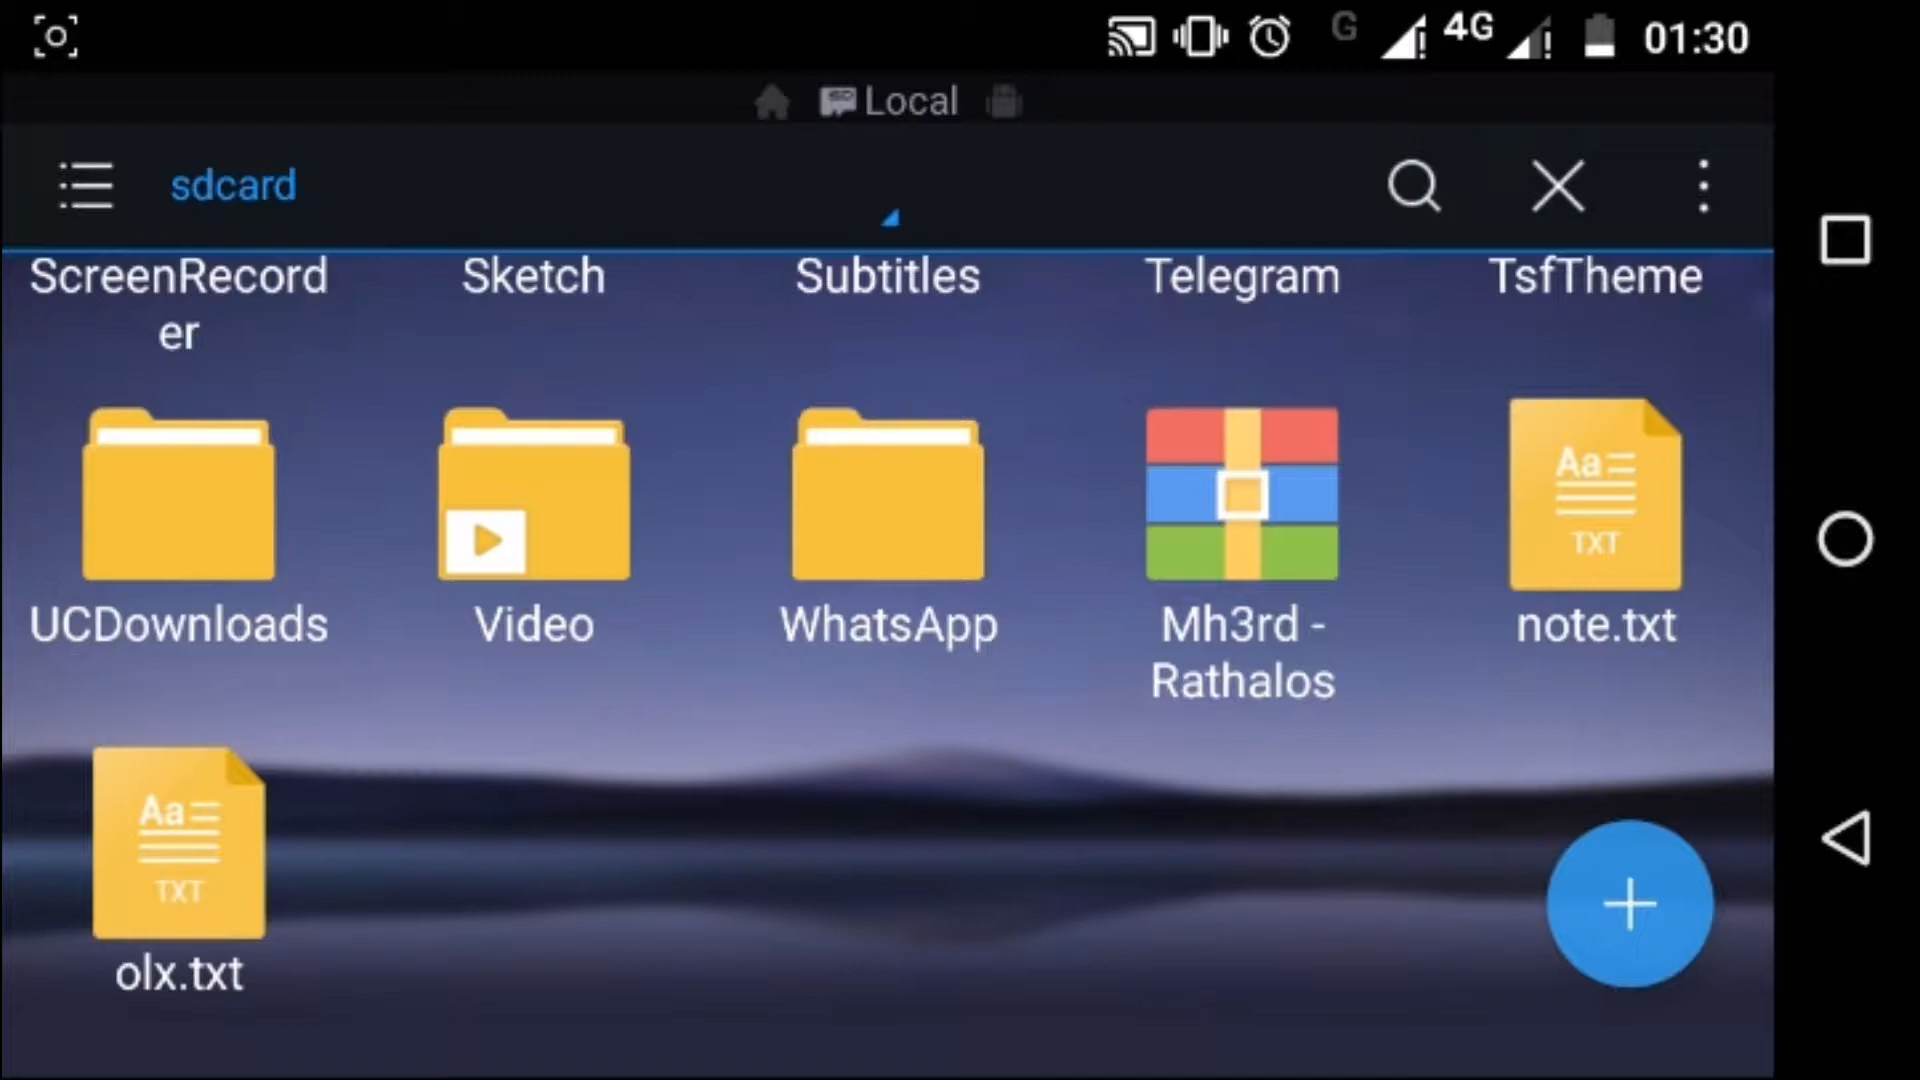 G 4G 01:30
SD Local
sdcard
ScreenRecord
er
Sketch
Subtitles
Telegram
TsfTheme
UCDownloads
Video
WhatsApp
Mh3rd -
Rathalos
Aa
TXT
note.txt
Aa
TXT
olx.txt